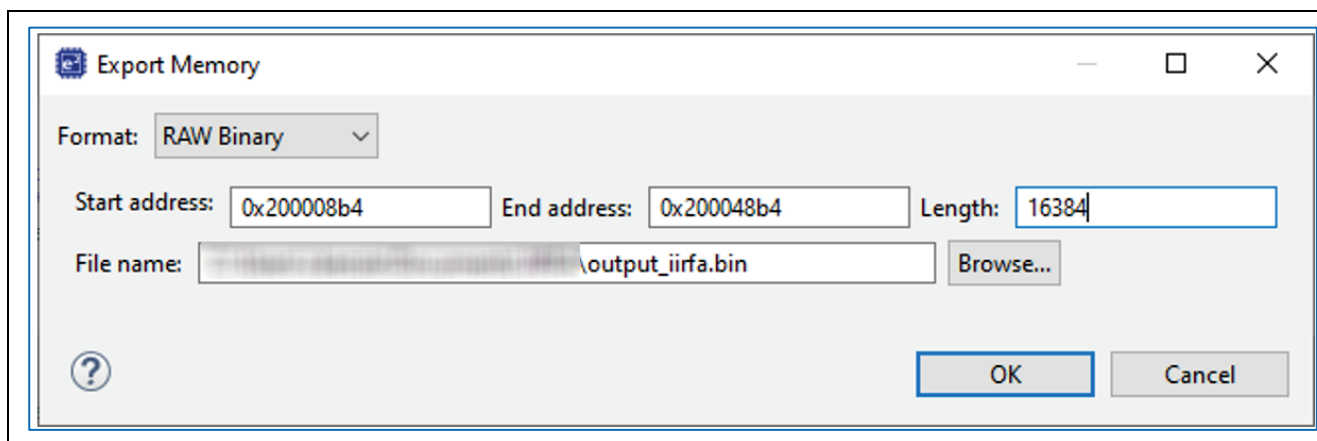 Export Memory
Format: RAW Binary
Start address: 0x200008b4 End address: 0x200048b4 Length: 16384
File name: \output_iirfa.bin Browse...
? OK Cancel